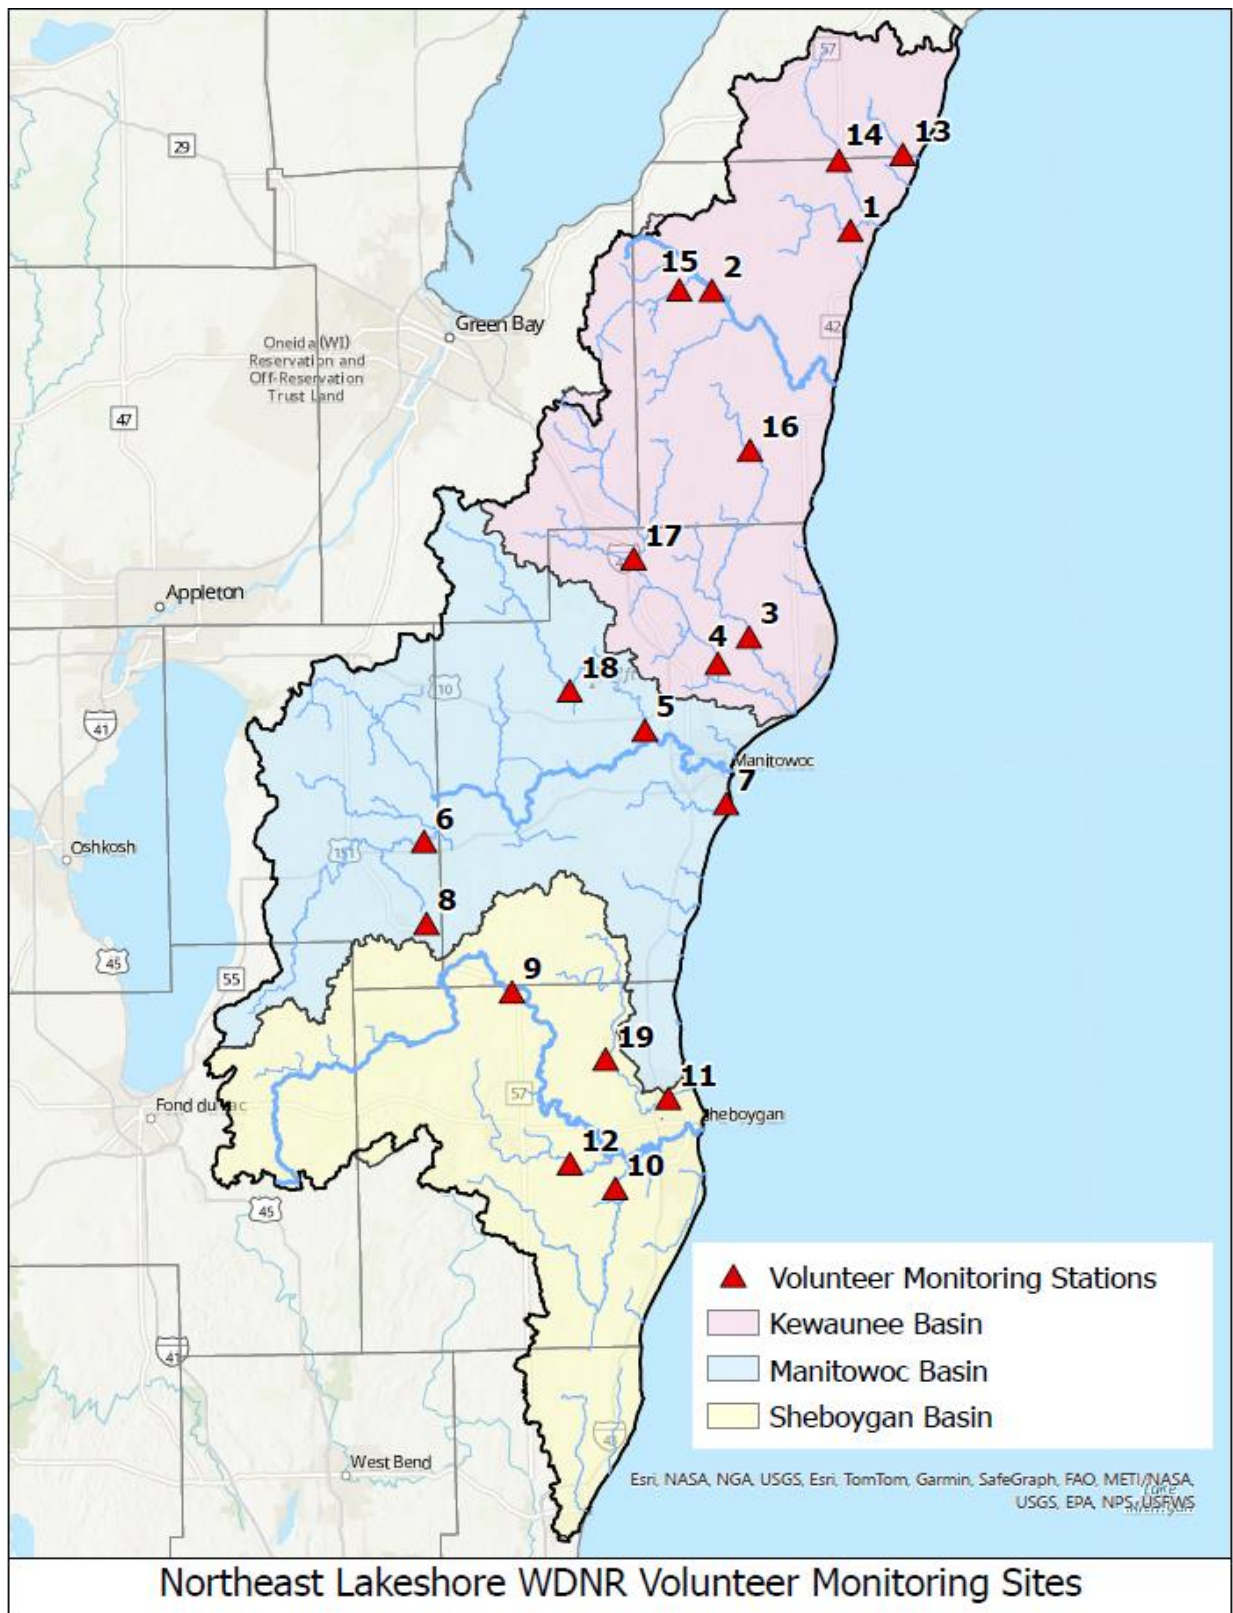 57
29
14
13
1
15
2
Green Bay
42
Oneida (WI)
Reservation and
Off-Reservation
Trust Land
47
16
17
Appleton
3
4
18
10
5
41
Manitowoc
7
6
Oshkosh
151
8
45
55
9
19
57
11
Fond du Lac
Sheboygan
12
10
45
Volunteer Monitoring Stations
Kewaunee Basin
41
Manitowoc Basin
Sheboygan Basin
43
West Bend
Esri, NASA, NGA, USGS, Esri, TomTom, Garmin, SafeGraph, FAO, METI/NASA,
USGS, EPA, NPS, USFWS
Lake
Northeast Lakeshore WDNR Volunteer Monitoring Sites